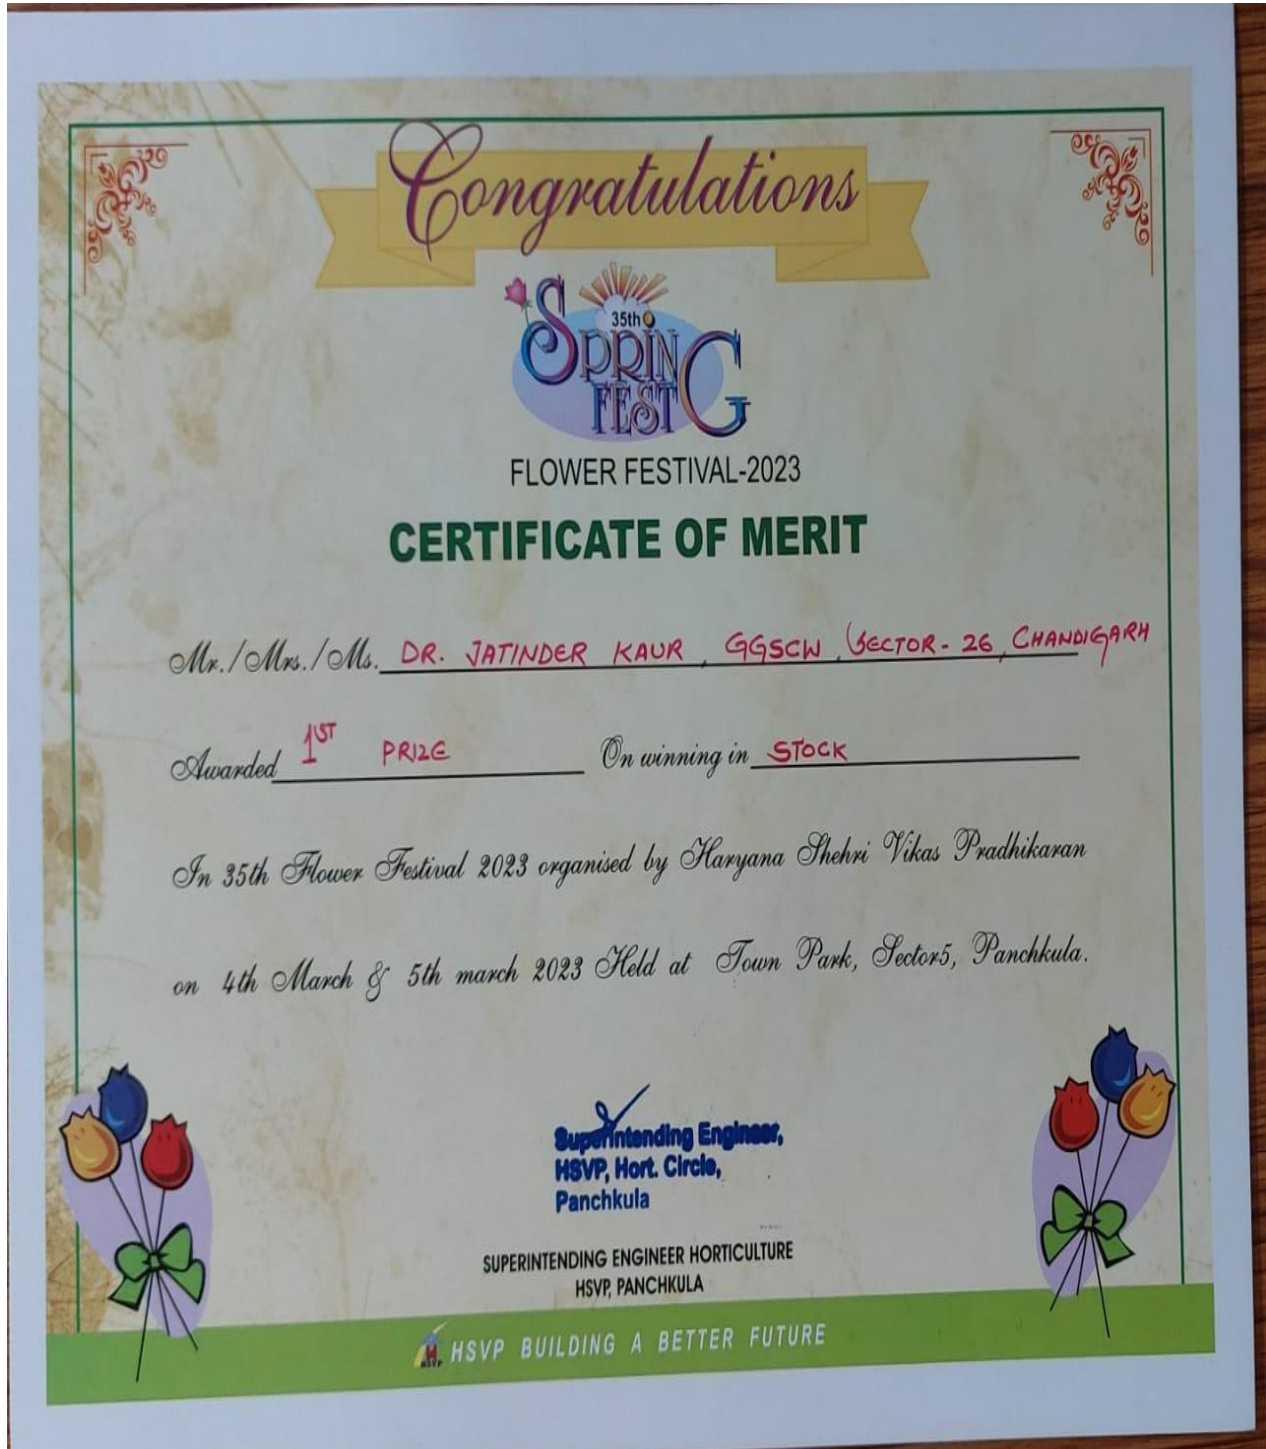 Congratulations
35th
SPRING
FEST
FLOWER FESTIVAL-2023
CERTIFICATE OF MERIT
Mr./Mrs./Ms. DR. JATINDER KAUR, GGSCW, SECTOR-26, CHANDIGARH
Awarded 1ST PRIZE On winning in STOCK
In 35th Flower Festival 2023 organised by Haryana Shehri Vikas Pradhikaran
on 4th March & 5th march 2023 Held at Town Park, Sector5, Panchkula.
Superintending Engineer,
HSVP, Hort. Circle,
Panchkula
SUPERINTENDING ENGINEER HORTICULTURE
HSVP, PANCHKULA
HSVP HSVP BUILDING A BETTER FUTURE